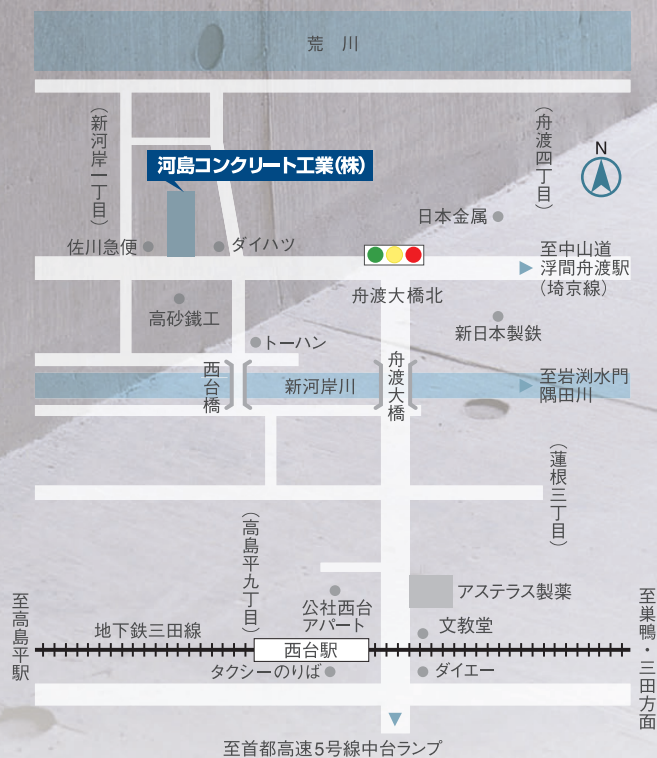 荒　川
（新河岸一丁目）
（舟渡四丁目）
N
河島コンクリート工業(株)
日本金属
佐川急便
ダイハツ
至中山道
浮間舟渡駅
（埼京線）
舟渡大橋北
高砂鐵工
新日本製鉄
トーハン
西台橋
新河岸川
舟渡大橋
至岩渕水門
隅田川
（蓮根三丁目）
（高島平九丁目）
アステラス製薬
公社西台
アパート
至高島平駅
地下鉄三田線
文教堂
至巣鴨・三田方面
西台駅
タクシーのりば
ダイエー
至首都高速5号線中台ランプ